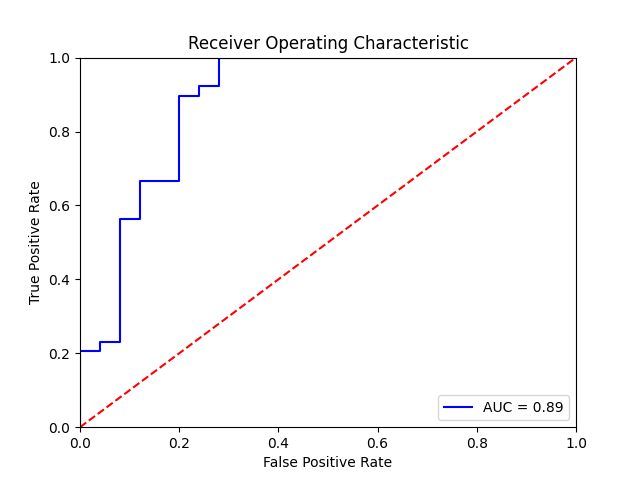 Receiver Operating Characteristic
True Positive Rate
1.0
0.8
0.6
0.4
0.2
0.0
AUC = 0.89
0.0 0.2 0.4 0.6 0.8 1.0
False Positive Rate